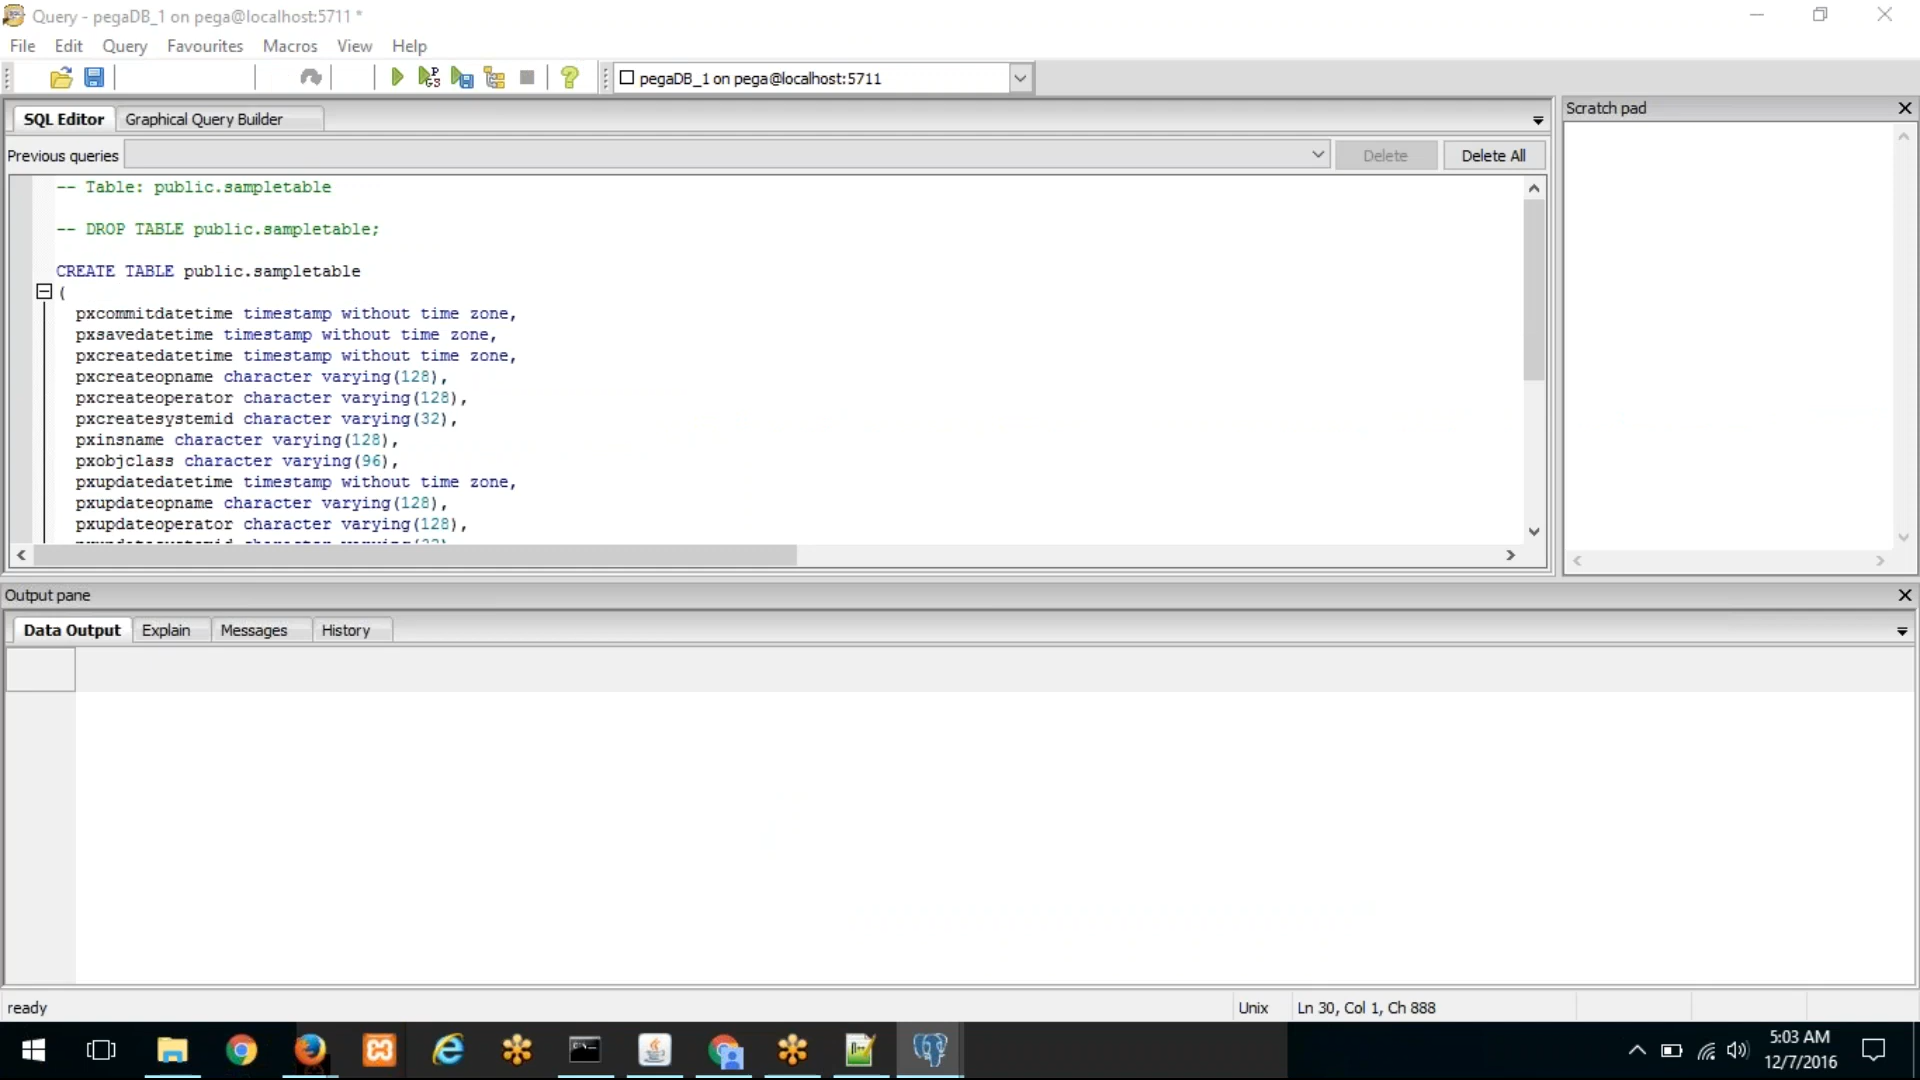 Query - pegaDB_1 on pega@localhost:5711 *
File Edit Query Favourites Macros View Help
pegaDB_1 on pega@localhost:5711
SQL Editor Graphical Query Builder
Scratch pad
Previous queries Delete Delete All
-- Table: public.sampletable
-- DROP TABLE public.sampletable;
CREATE TABLE public.sampletable
(
pxcommitdatetime timestamp without time zone,
pxsavedatetime timestamp without time zone,
pxcreatedatetime timestamp without time zone,
pxcreateopname character varying(128),
pxcreateoperator character varying(128),
pxcreatesystemid character varying(32),
pxinsname character varying(128),
pxobjclass character varying(96),
pxupdatedatetime timestamp without time zone,
pxupdateopname character varying(128),
pxupdateoperator character varying(128),
Output pane
Data Output Explain Messages History
ready Unix Ln 30, Col 1, Ch 888
5:03 AM
12/7/2016